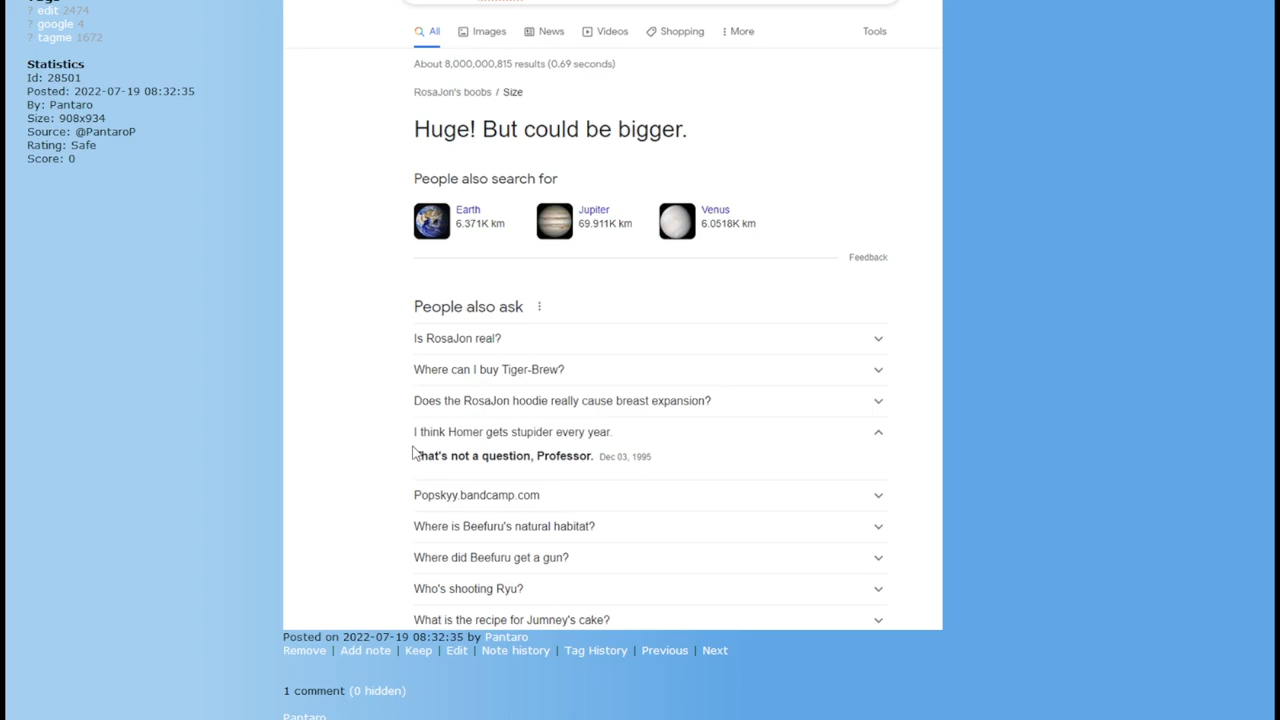 ? edit 2474
? google 4
? tagme 1672
Statistics
Id: 28501
Posted: 2022-07-19 08:32:35
By: Pantaro
Size: 908x934
Source: @PantaroP
Rating: Safe
Score: 0
All Images News Videos Shopping More Tools
About 8,000,000,815 results (0.69 seconds)
RosaJon's boobs / Size
Huge! But could be bigger.
People also search for
Earth
6.371K km
Jupiter
69.911K km
Venus
6.0518K km
Feedback
People also ask
Is RosaJon real?
Where can I buy Tiger-Brew?
Does the RosaJon hoodie really cause breast expansion?
I think Homer gets stupider every year.
That's not a question, Professor. Dec 03, 1995
Popskyy.bandcamp.com
Where is Beefuru's natural habitat?
Where did Beefuru get a gun?
Who's shooting Ryu?
What is the recipe for Jumney's cake?
Posted on 2022-07-19 08:32:35 by Pantaro
Remove | Add note | Keep | Edit | Note history | Tag History | Previous | Next
1 comment (0 hidden)
Pantaro